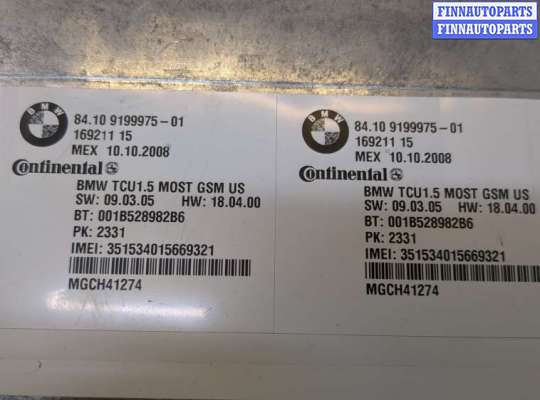 FINNAUTOPARTS
FINNAUTOPARTS
BMW
84.10 9199975-01
169211 15
MEX 10.10.2008
Continental
BMW TCU1.5 MOST GSM US
SW: 09.03.05 HW: 18.04.00
BT: 001B528982B6
PK: 2331
IMEI: 351534015669321
MGCH41274
BMW
84.10 9199975-01
169211 15
MEX 10.10.2008
Continental
BMW TCU1.5 MOST GSM US
SW: 09.03.05 HW: 18.04.00
BT: 001B528982B6
PK: 2331
IMEI: 351534015669321
MGCH41274